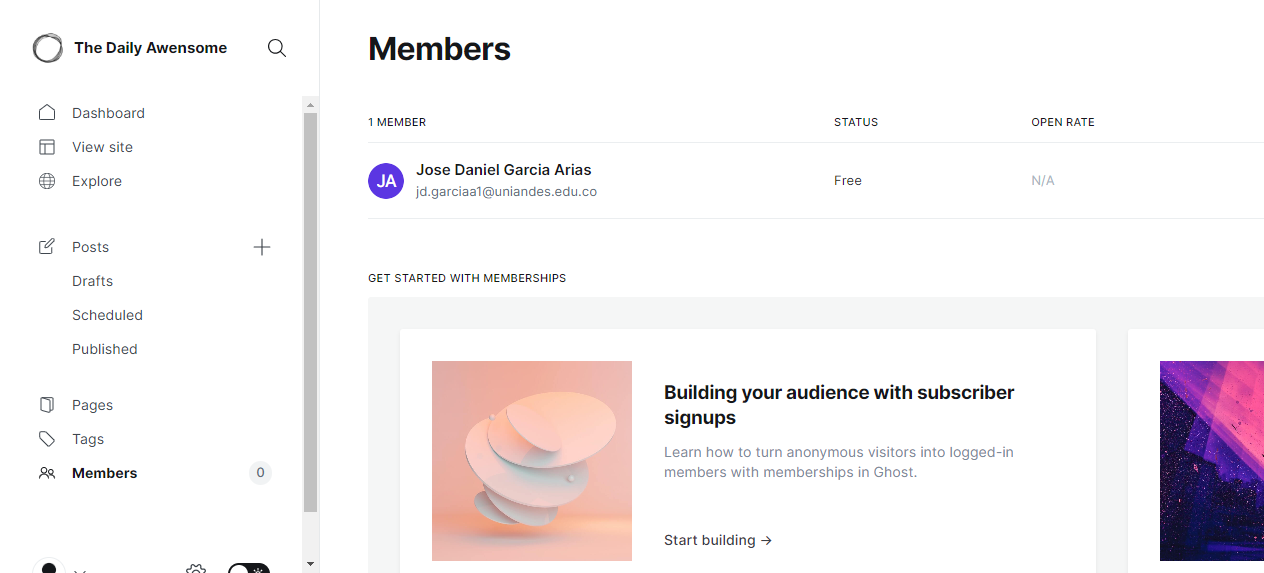 The Daily Awensome
Dashboard
View site
Explore
Posts
Drafts
Scheduled
Published
Pages
Tags
Members
0
Members
1 MEMBER STATUS OPEN RATE
JA
Jose Daniel Garcia Arias
jd.garciaa1@uniandes.edu.co
Free
N/A
GET STARTED WITH MEMBERSHIPS
Building your audience with subscriber
signups
Learn how to turn anonymous visitors into logged-in
members with memberships in Ghost.
Start building →